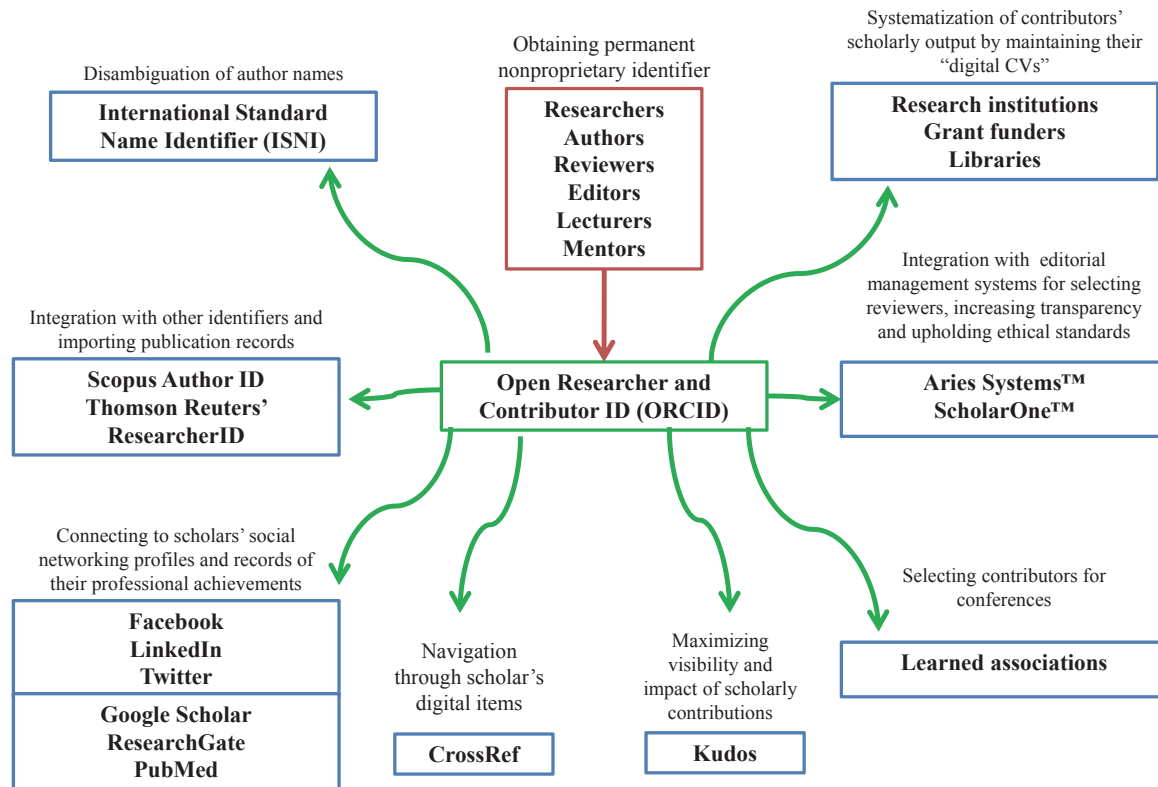 Disambiguation of author names
International Standard
Name Identifier (ISNI)
Obtaining permanent
nonproprietary identifier
Researchers
Authors
Reviewers
Editors
Lecturers
Mentors
Systematization of contributors’
scholarly output by maintaining their
“digital CVs”
Research institutions
Grant funders
Libraries
Integration with other identifiers and
importing publication records
Scopus Author ID
Thomson Reuters’
ResearcherID
Open Researcher and
Contributor ID (ORCID)
Integration with editorial
management systems for selecting
reviewers, increasing transparency
and upholding ethical standards
Aries Systems™
ScholarOne™
Connecting to scholars’ social
networking profiles and records of
their professional achievements
Facebook
LinkedIn
Twitter
Google Scholar
ResearchGate
PubMed
Navigation
through scholar’s
digital items
CrossRef
Maximizing
visibility and
impact of scholarly
contributions
Kudos
Selecting contributors for
conferences
Learned associations